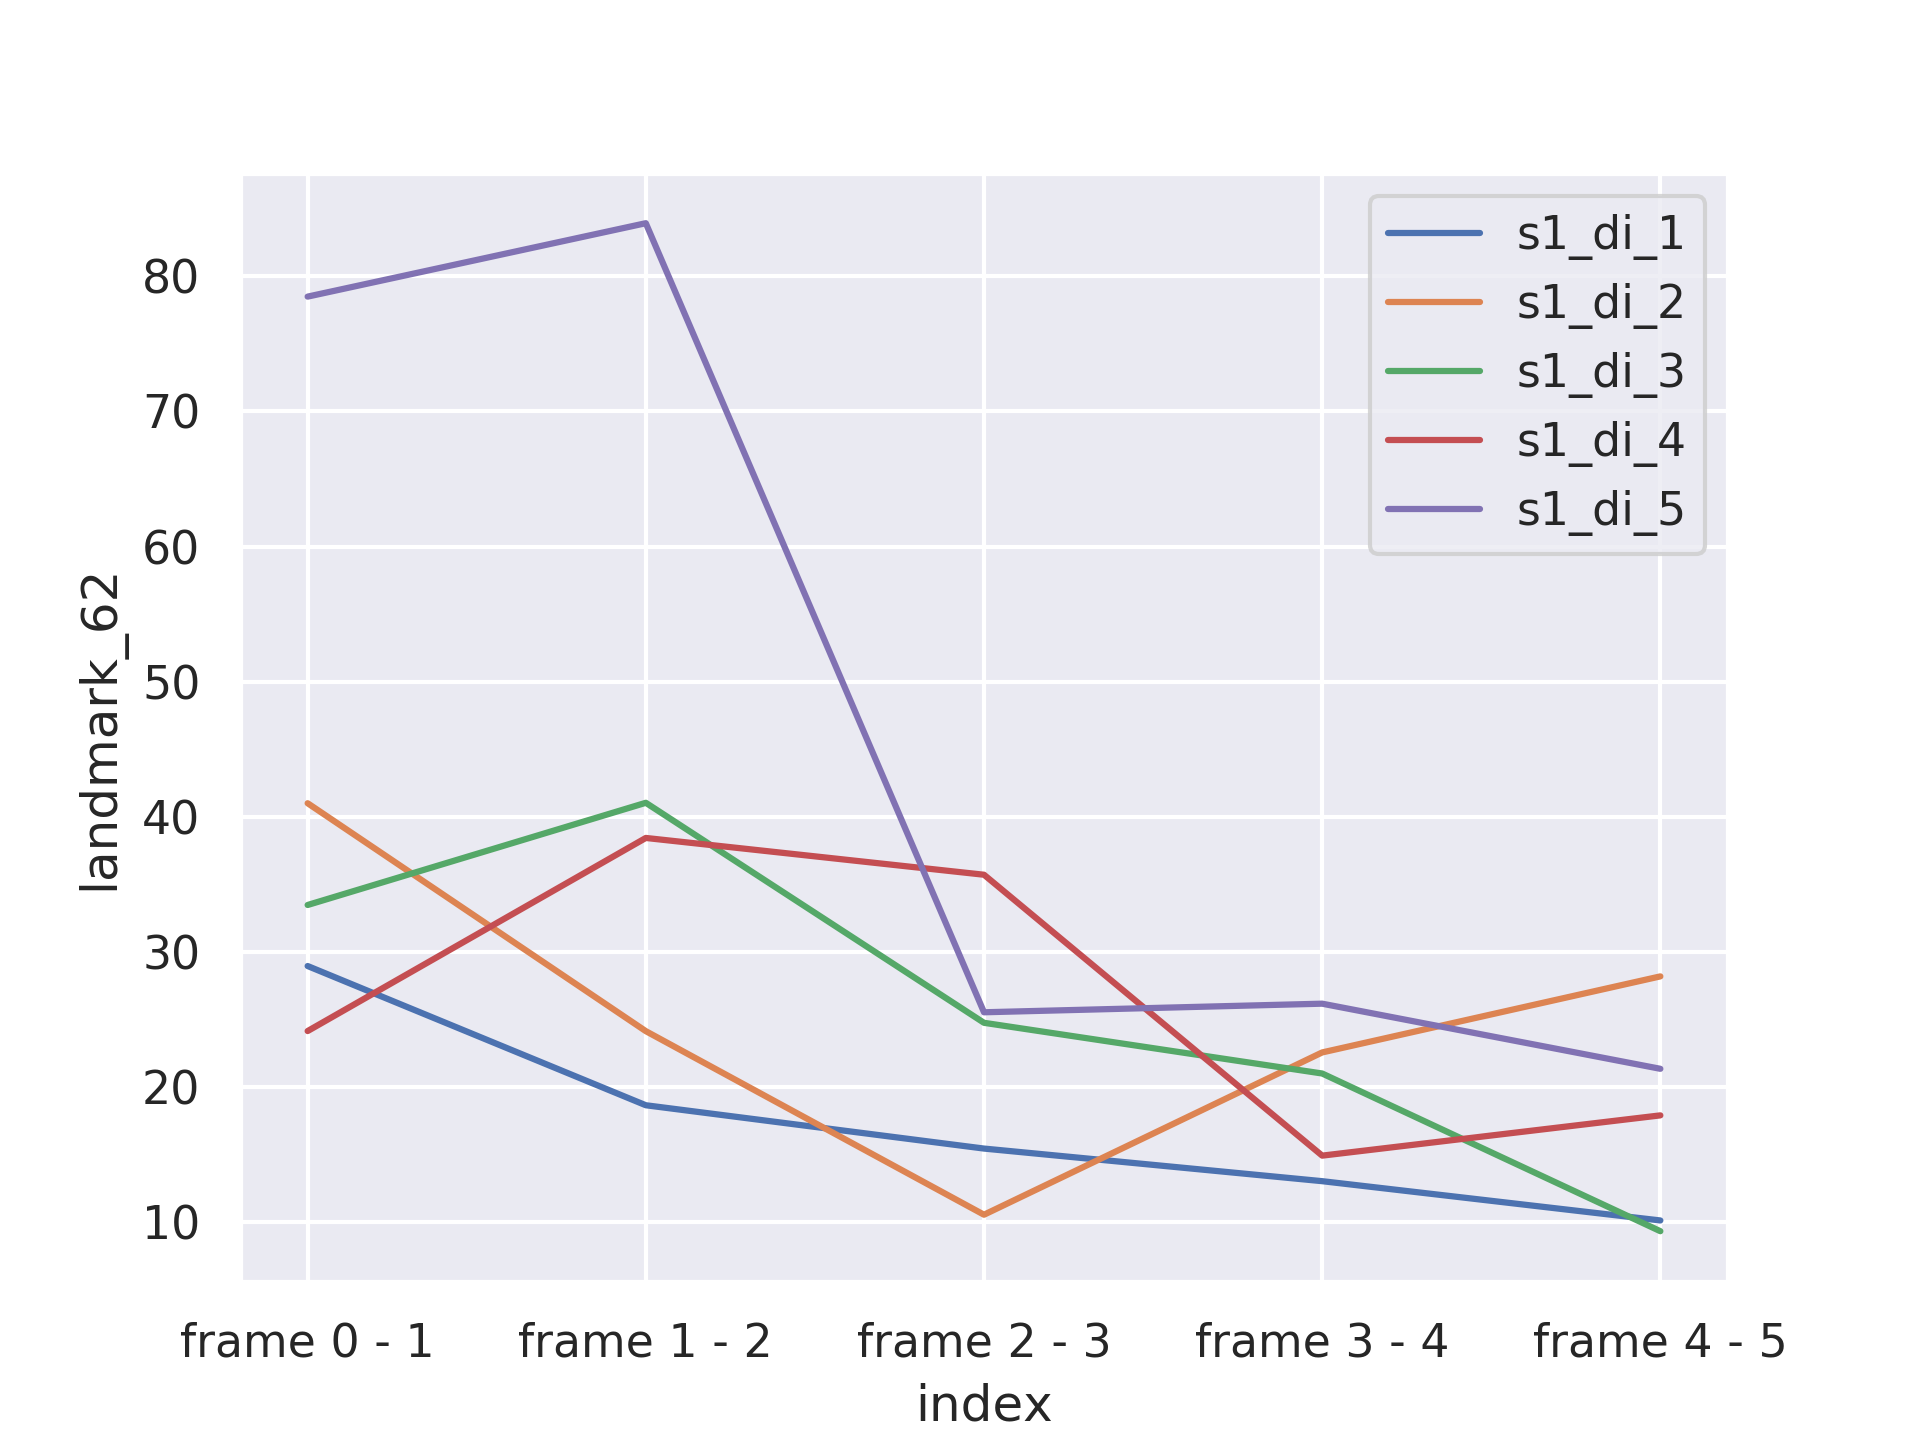 s1_di_1
s1_di_2
s1_di_3
s1_di_4
s1_di_5
80
70
60
50
40
30
20
10
landmark_62
frame 0 - 1
frame 1 - 2
frame 2 - 3
frame 3 - 4
frame 4 - 5
index